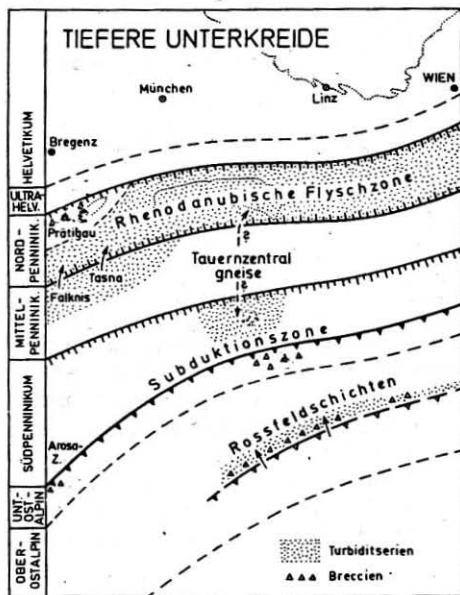 TIEFERE UNTERKREIDE
WIEN
Linz
München
Bregenz
HELVETIKUM
ULTRA-
HELV.
NORD-
PENNINIK.
MITTEL-
PENNINIK.
SÜDPENNINIKUM
UNT-
OST-
ALPIN
OBER-
OSTALPIN
Rhenodanubische Flyschzone
Prätigau
Tasna
Falknis
?
Tauernzentral
gneise
?
Subduktionszone
Arosa-
Z.
Rossfeldschichten
Turbiditserien
Breccien